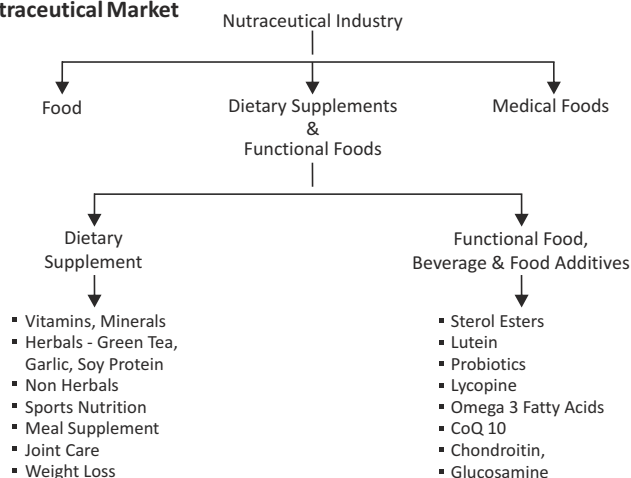 traceutical Market
Nutraceutical Industry
Food
Dietary Supplements
&
Functional Foods
Medical Foods
Dietary
Supplement
Functional Food,
Beverage & Food Additives
▪ Vitamins, Minerals
▪ Herbals - Green Tea,
Garlic, Soy Protein
▪ Non Herbals
▪ Sports Nutrition
▪ Meal Supplement
▪ Joint Care
▪ Weight Loss
▪ Sterol Esters
▪ Lutein
▪ Probiotics
▪ Lycopine
▪ Omega 3 Fatty Acids
▪ CoQ 10
▪ Chondroitin,
▪ Glucosamine